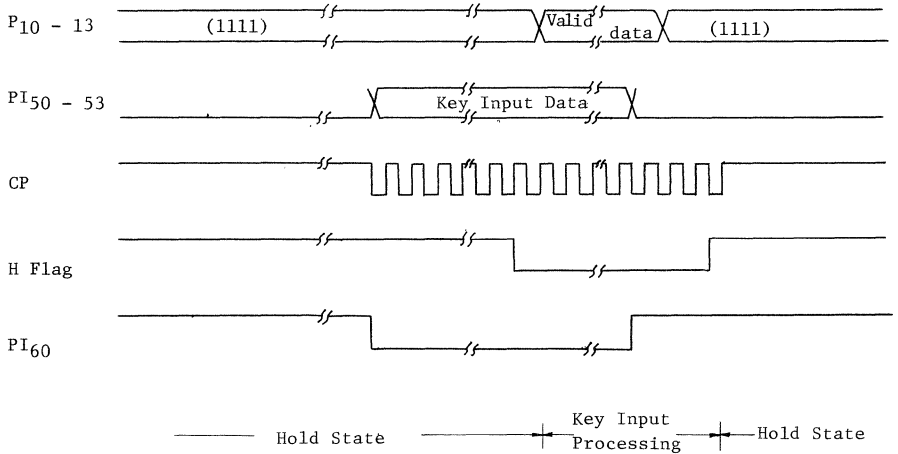 P10 - 13
(1111)
Valid
data
(1111)
PI50 - 53
Key Input Data
CP
H Flag
PI60
Hold State
Key Input
Processing
Hold State